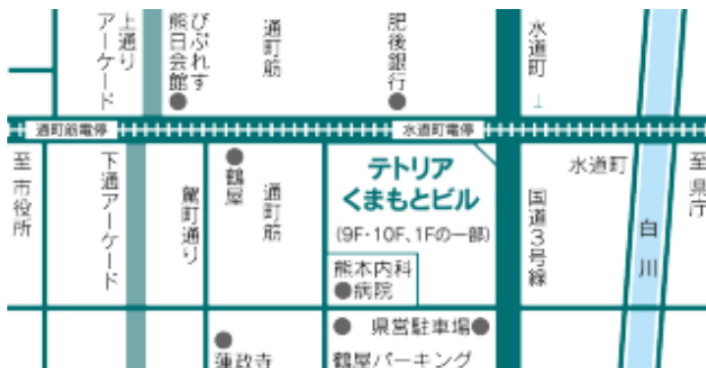 上通り
アーケード
びぷれす
熊日会館
通町筋
肥後銀行
水道町
通町筋電停
水道町電停
至 市役所
下通アーケード
駕町通り
鶴屋
通町筋
テトリア
くまもとビル
(9F・10F、1Fの一部)
熊本内科
病院
国道3号線
水道町
白川
至 県庁
蓮政寺
県営駐車場
鶴屋パーキング